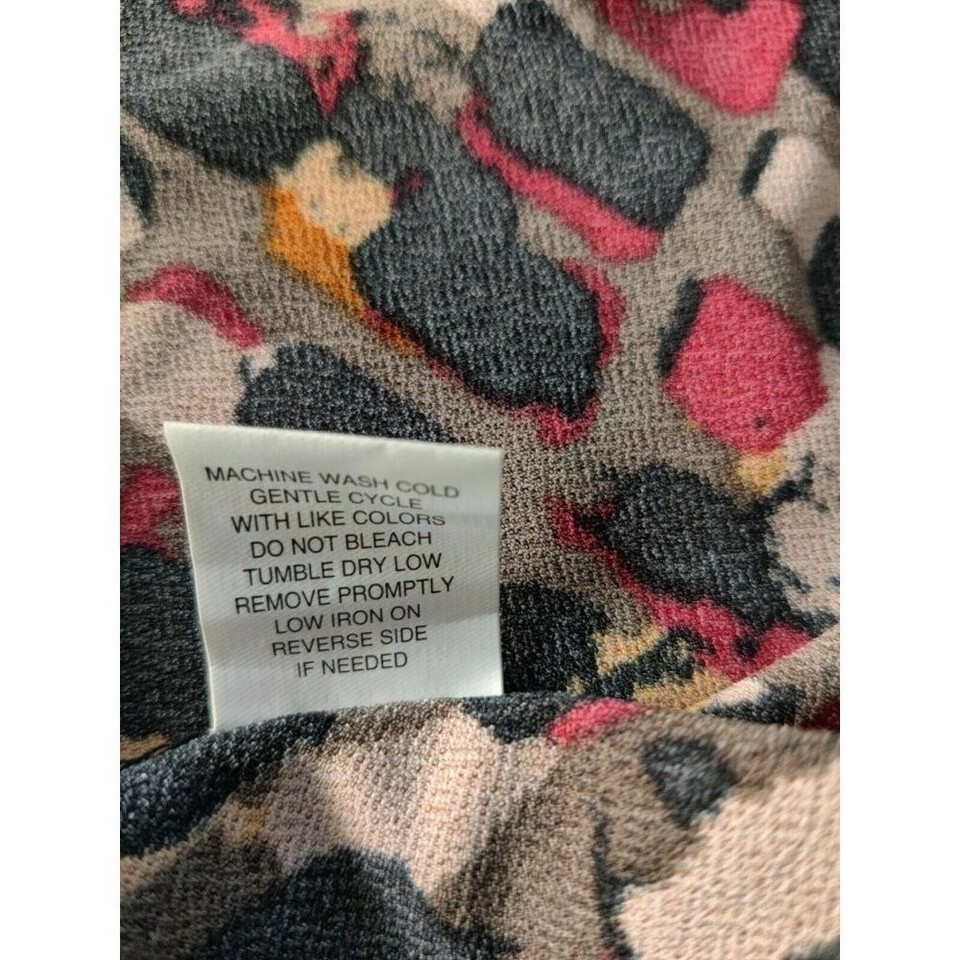 MACHINE WASH COLD
GENTLE CYCLE
WITH LIKE COLORS
DO NOT BLEACH
TUMBLE DRY LOW
REMOVE PROMPTLY
LOW IRON ON
REVERSE SIDE
IF NEEDED